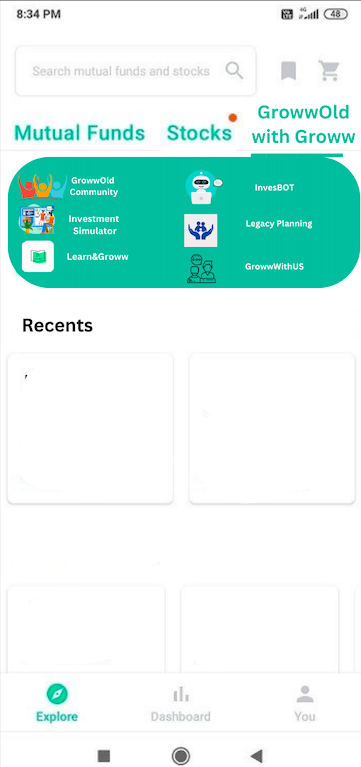 8:34 PM
4G
48
Search mutual funds and stocks
Mutual Funds
Stocks
GrowwOld
with Groww
GrowwOld
Community
InvesBOT
Investment
Simulator
Legacy Planning
Learn&Groww
GrowwWithUS
Recents
Explore
Dashboard
You